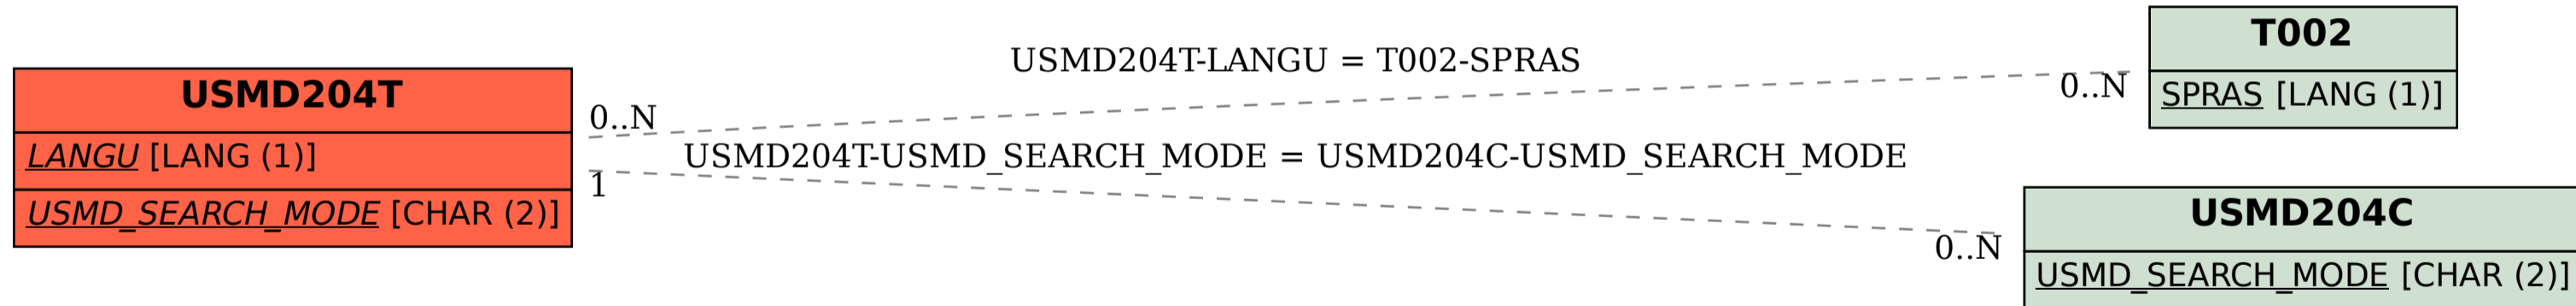 USMD204T
LANGU [LANG (1)]
USMD_SEARCH_MODE [CHAR (2)]
0..N
USMD204T-LANGU = T002-SPRAS
0..N
1
USMD204T-USMD_SEARCH_MODE = USMD204C-USMD_SEARCH_MODE
0..N
T002
SPRAS [LANG (1)]
USMD204C
USMD_SEARCH_MODE [CHAR (2)]